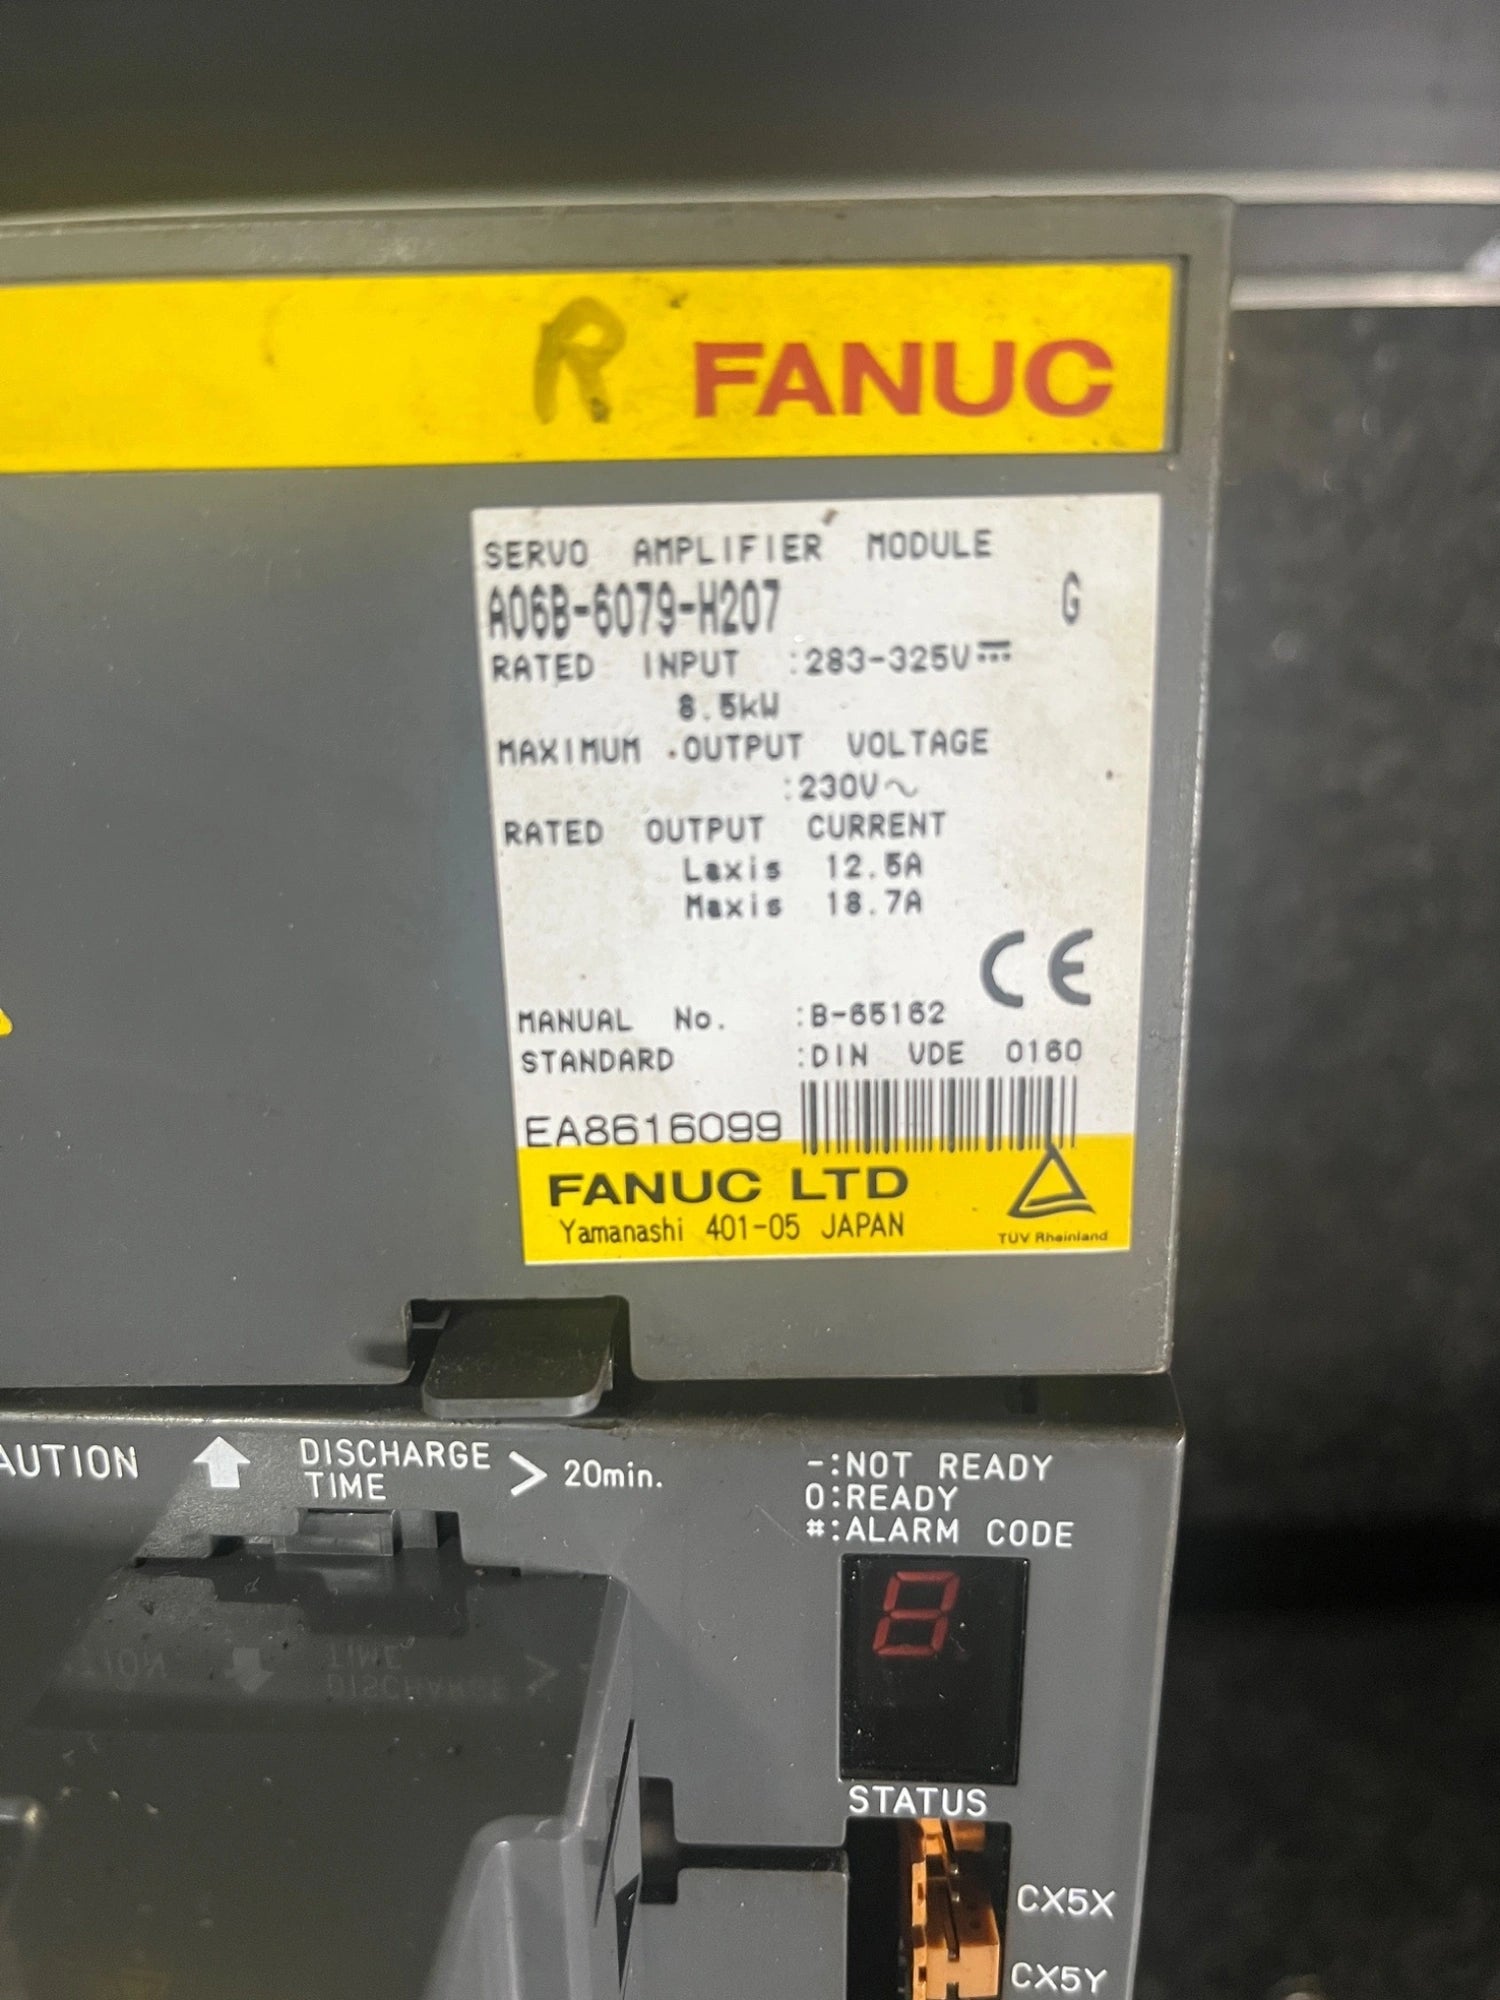 R FANUC
SERVO AMPLIFIER MODULE
A06B-6079-H207 G
RATED INPUT :283-325V⎓
8.5kW
MAXIMUM OUTPUT VOLTAGE
:230V~
RATED OUTPUT CURRENT
Laxis 12.5A
Maxis 18.7A
CE
MANUAL No. :B-65162
STANDARD :DIN VDE 0160
EA8616099
FANUC LTD
Yamanashi 401-05 JAPAN
TÜV Rheinland
AUTION
DISCHARGE
TIME > 20min.
-:NOT READY
0:READY
#:ALARM CODE
8
STATUS
CX5X
CX5Y